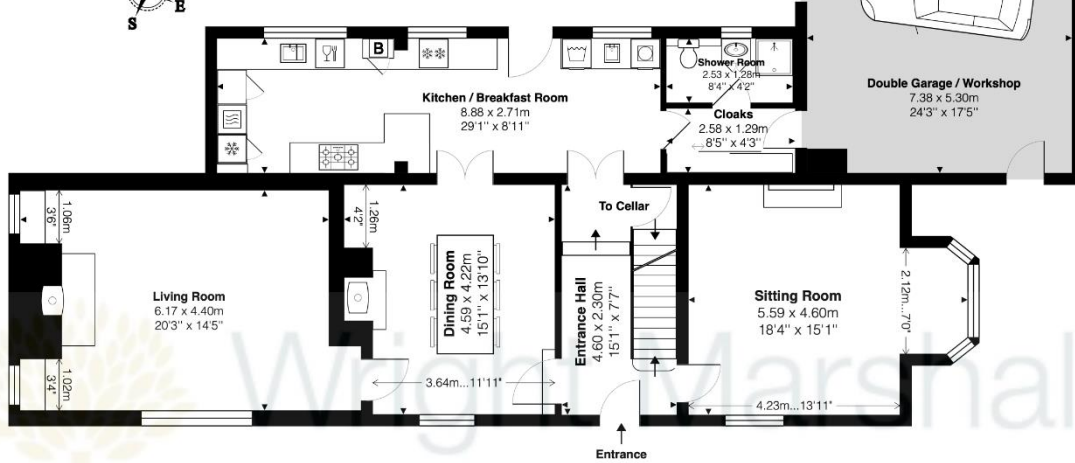 S
E
B
Kitchen / Breakfast Room
8.88 x 2.71m
29'1" x 8'11"
Shower Room
2.53 x 1.28m
8'4" x 4'2"
Cloaks
2.58 x 1.29m
8'5" x 4'3"
Double Garage / Workshop
7.38 x 5.30m
24'3" x 17'5"
1.06m
3'6"
Living Room
6.17 x 4.40m
20'3" x 14'5"
1.02m
3'4"
1.26m
4'2"
Dining Room
4.59 x 4.22m
15'1" x 13'10"
3.64m...11'11"
To Cellar
Entrance Hall
4.60 x 2.30m
15'1" x 7'7"
Sitting Room
5.59 x 4.60m
18'4" x 15'1"
2.12m...7'0"
4.23m...13'11"
Entrance
Wright Marshal